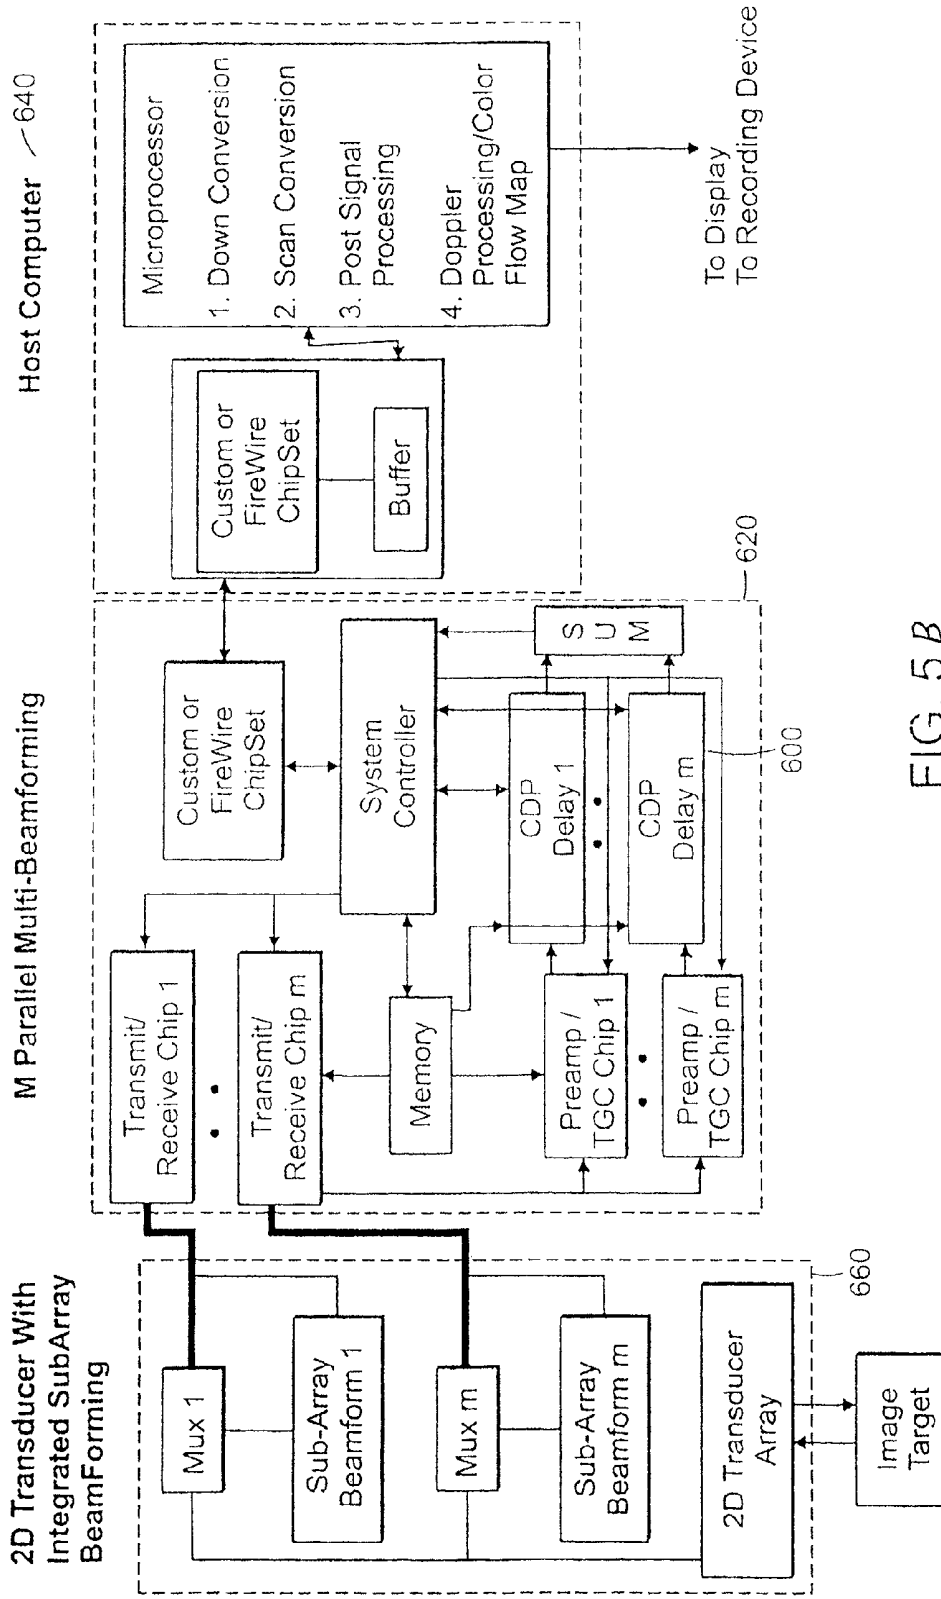 2D Transducer With
Integrated SubArray
BeamForming
Mux 1
Sub-Array
Beamform 1
Mux m
Sub-Array
Beamform m
2D Transducer
Array
660
Image
Target
M Parallel Multi-Beamforming
Transmit/
Receive Chip 1
Transmit/
Receive Chip m
Memory
Preamp /
TGC Chip 1
Preamp /
TGC Chip m
Custom or
FireWire
ChipSet
System
Controller
CDP
Delay 1
CDP
Delay m
600
S U M
620
Host Computer
640
Custom or
FireWire
ChipSet
Buffer
Microprocessor
1. Down Conversion
2. Scan Conversion
3. Post Signal
Processing
4. Doppler
Processing/Color
Flow Map
To Display
To Recording Device
FIG. 5B